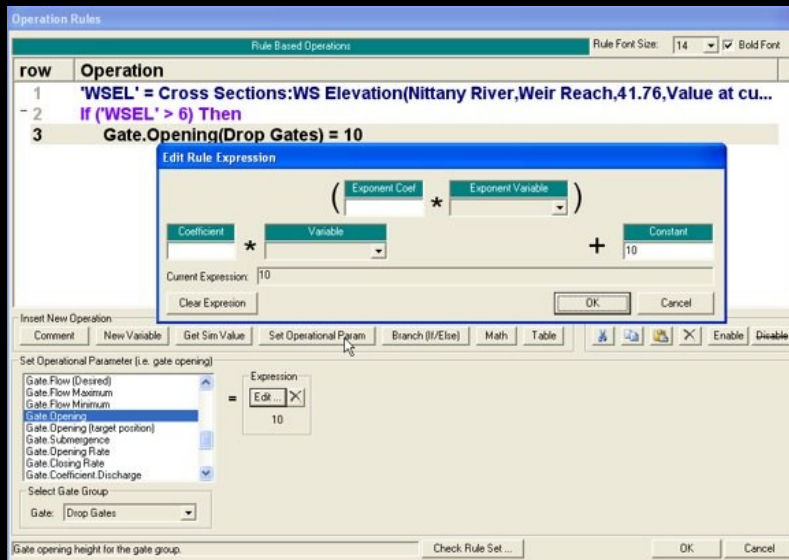 Operation Rules
Rule Based Operations
Rule Font Size: 14 Bold Font
row Operation
1 'WSEL' = Cross Sections:WS Elevation(Nittany River,Weir Reach,41.76,Value at cu...
2 If ('WSEL' > 6) Then
3 Gate.Opening(Drop Gates) = 10
Edit Rule Expression
( Exponent Coef * Exponent Variable )
Coefficient * Variable + Constant
10
Current Expression: 10
Clear Expresion OK Cancel
Insert New Operation
Comment New Variable Get Sim Value Set Operational Param Branch (If/Else) Math Table Enable Disable
Set Operational Parameter (i.e. gate opening)
Gate.Flow (Desired)
Gate.Flow Maximum
Gate.Flow Minimum
Gate.Opening
Gate.Opening (target position)
Gate.Submergence
Gate.Opening Rate
Gate.Closing Rate
Gate.Coefficient.Discharge
= Expression
Edit ...
10
Select Gate Group
Gate: Drop Gates
Gate opening height for the gate group. Check Rule Set ... OK Cancel